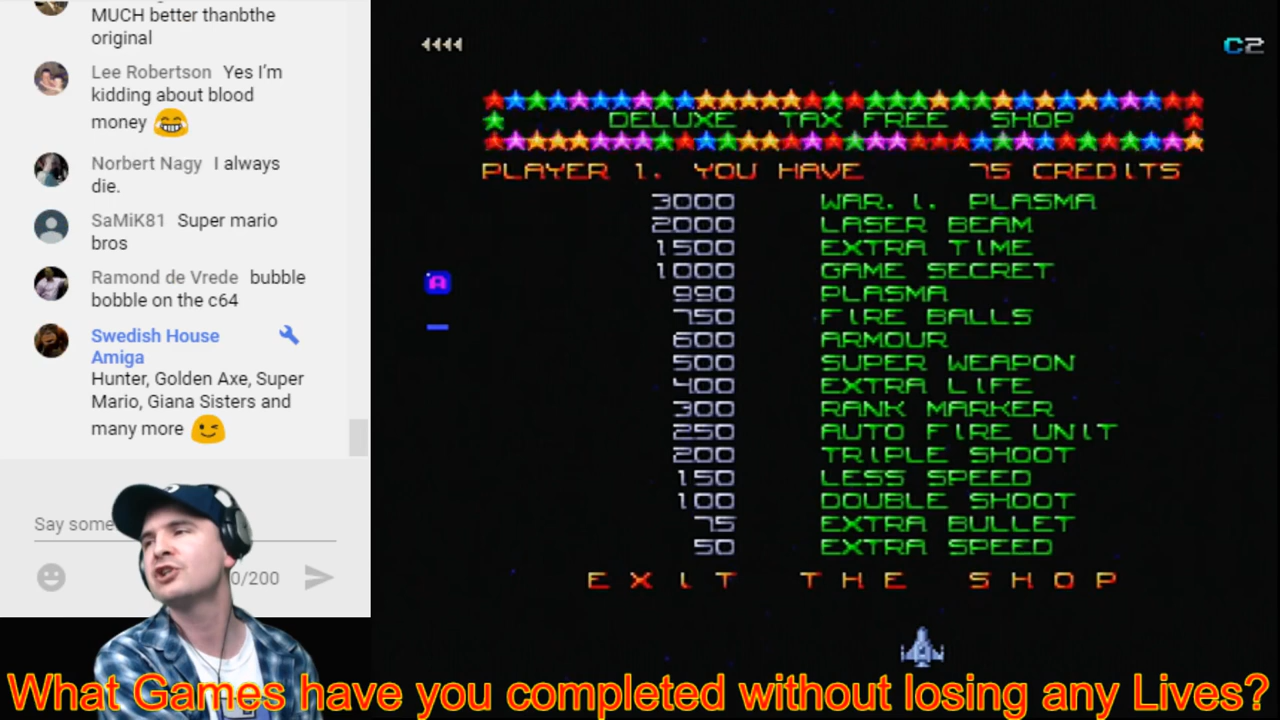 MUCH better thanbthe
original
Lee Robertson Yes I'm
kidding about blood
money
Norbert Nagy I always
die.
SaMiK81 Super mario
bros
Ramond de Vrede bubble
bobble on the c64
Swedish House
Amiga
Hunter, Golden Axe, Super
Mario, Giana Sisters and
many more
Say some
0/200
C2
DELUXE TAX FREE SHOP
PLAYER 1. YOU HAVE 75 CREDITS
3000 WAR. I. PLASMA
2000 LASER BEAM
1500 EXTRA TIME
1000 GAME SECRET
A
990 PLASMA
750 FIRE BALLS
600 ARMOUR
500 SUPER WEAPON
400 EXTRA LIFE
300 RANK MARKER
250 AUTO FIRE UNIT
200 TRIPLE SHOOT
150 LESS SPEED
100 DOUBLE SHOOT
75 EXTRA BULLET
50 EXTRA SPEED
EXIT THE SHOP
What Games have you completed without losing any Lives?